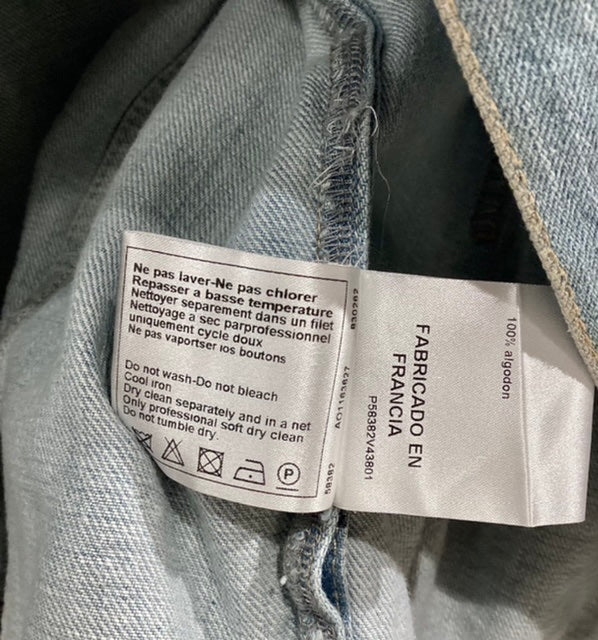 Ne pas laver-Ne pas chlorer
Repasser a basse temperature
Nettoyer separement dans un filet
Nettoyage a sec parprofessionnel
uniquement cycle doux
Ne pas vaportser los boutons
Do not wash-Do not bleach
Cool iron
Dry clean separately and in a net
Only professional soft dry clean
Do not tumble dry.
P
58382
FABRICADO EN
FRANCIA
P58382V43801
100% algodon